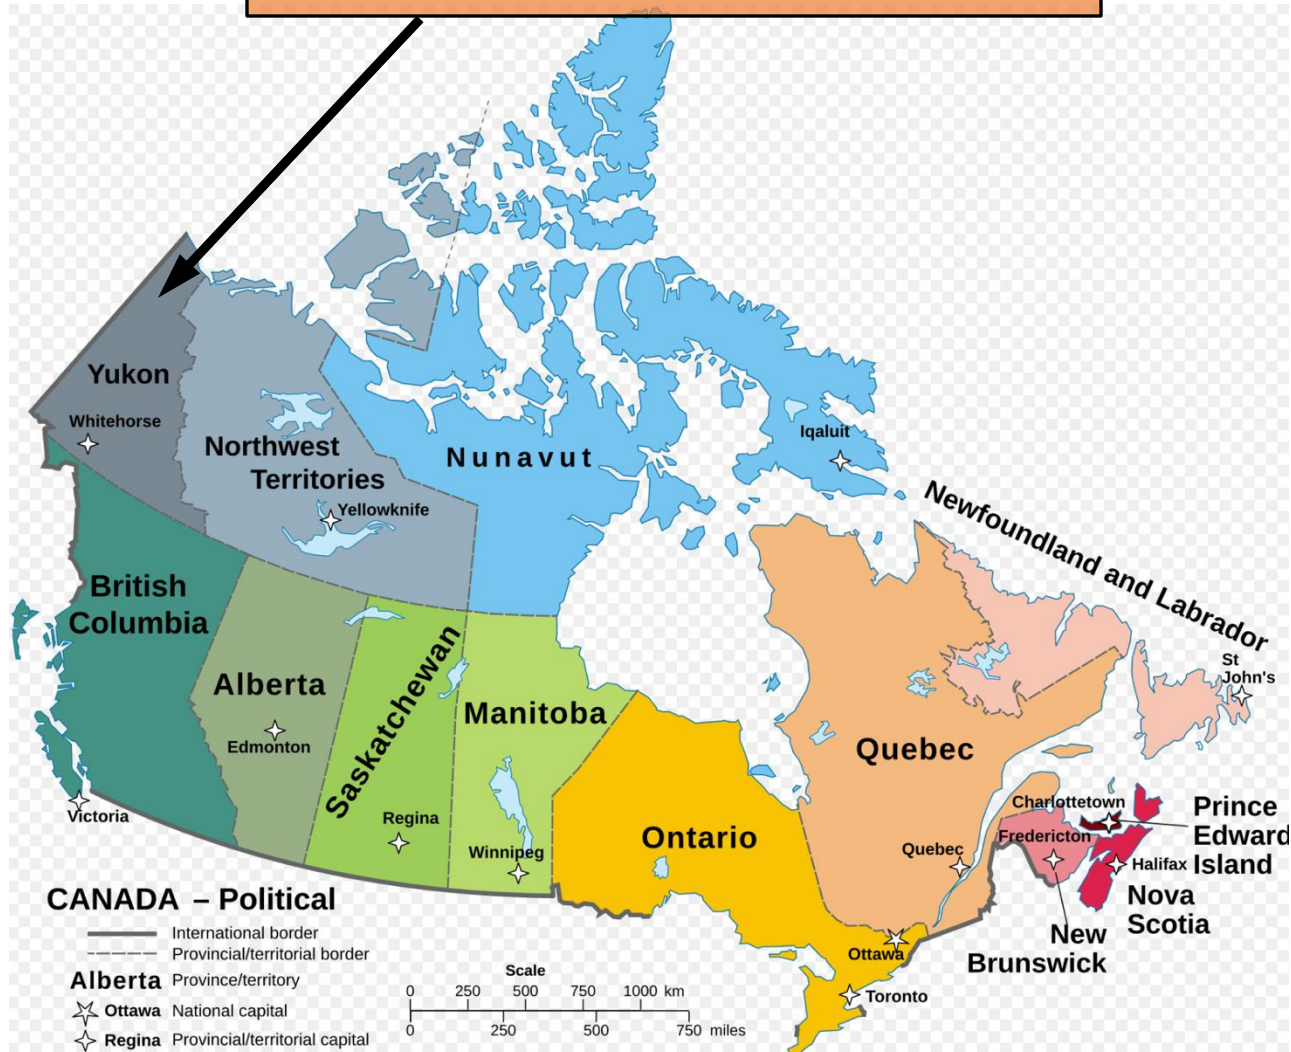 Yukon
Whitehorse
Northwest
Territories
Yellowknife
Nunavut
Iqaluit
Newfoundland and Labrador
St
John's
British
Columbia
Victoria
Alberta
Edmonton
Saskatchewan
Regina
Manitoba
Winnipeg
Ontario
Ottawa
Toronto
Quebec
Quebec
Charlottetown
Prince
Edward
Island
Fredericton
Halifax
Nova
Scotia
New
Brunswick
CANADA – Political
International border
Provincial/territorial border
Alberta Province/territory
Ottawa National capital
Regina Provincial/territorial capital
Scale
0 250 500 750 1000 km
0 250 500 750 miles